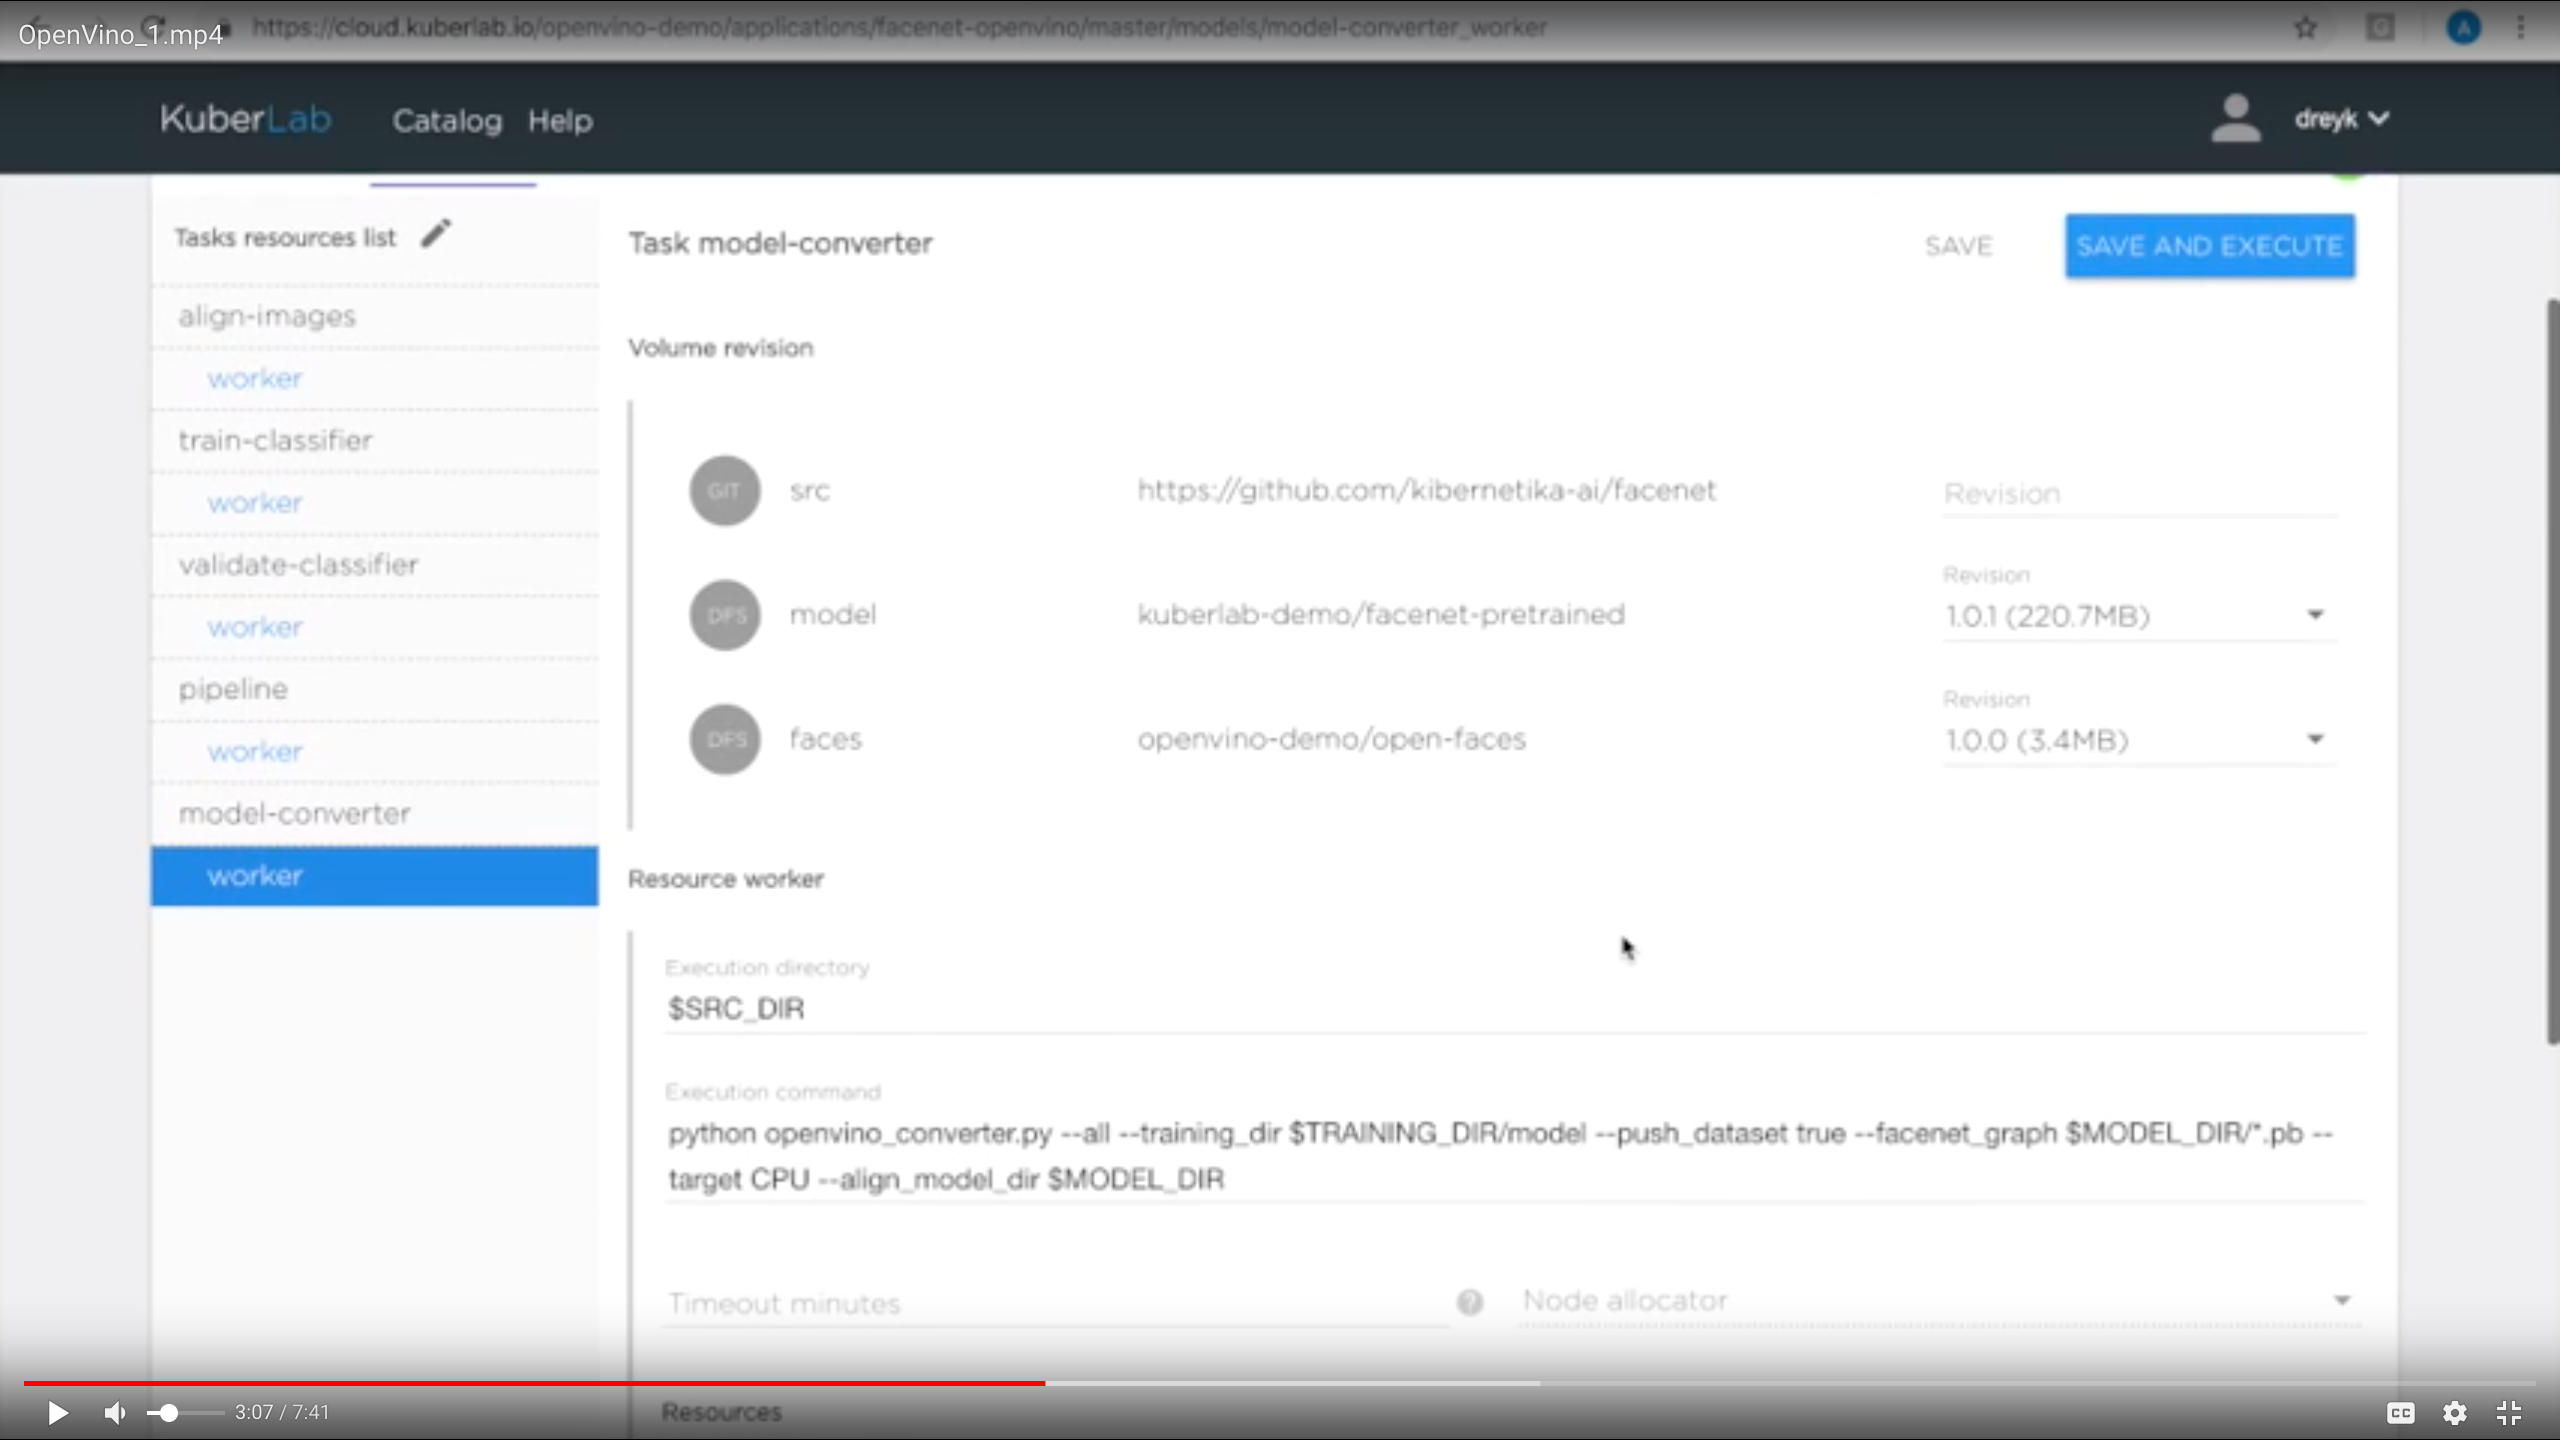 OpenVino_1.mp4
https://cloud.kuberlab.io/openvino-demo/applications/facenet-openvino/master/models/model-converter_worker
A
KuberLab
Catalog
Help
dreyk
Tasks resources list
align-images
worker
train-classifier
worker
validate-classifier
worker
pipeline
worker
model-converter
worker
Task model-converter
SAVE
SAVE AND EXECUTE
Volume revision
GIT src https://github.com/kibernetika-ai/facenet Revision
Revision
DFS model kuberlab-demo/facenet-pretrained 1.0.1 (220.7MB)
Revision
DFS faces openvino-demo/open-faces 1.0.0 (3.4MB)
Resource worker
Execution directory
$SRC_DIR
Execution command
python openvino_converter.py --all --training_dir $TRAINING_DIR/model --push_dataset true --facenet_graph $MODEL_DIR/*.pb --
target CPU --align_model_dir $MODEL_DIR
Timeout minutes ? Node allocator
Resources
3:07 / 7:41
CC